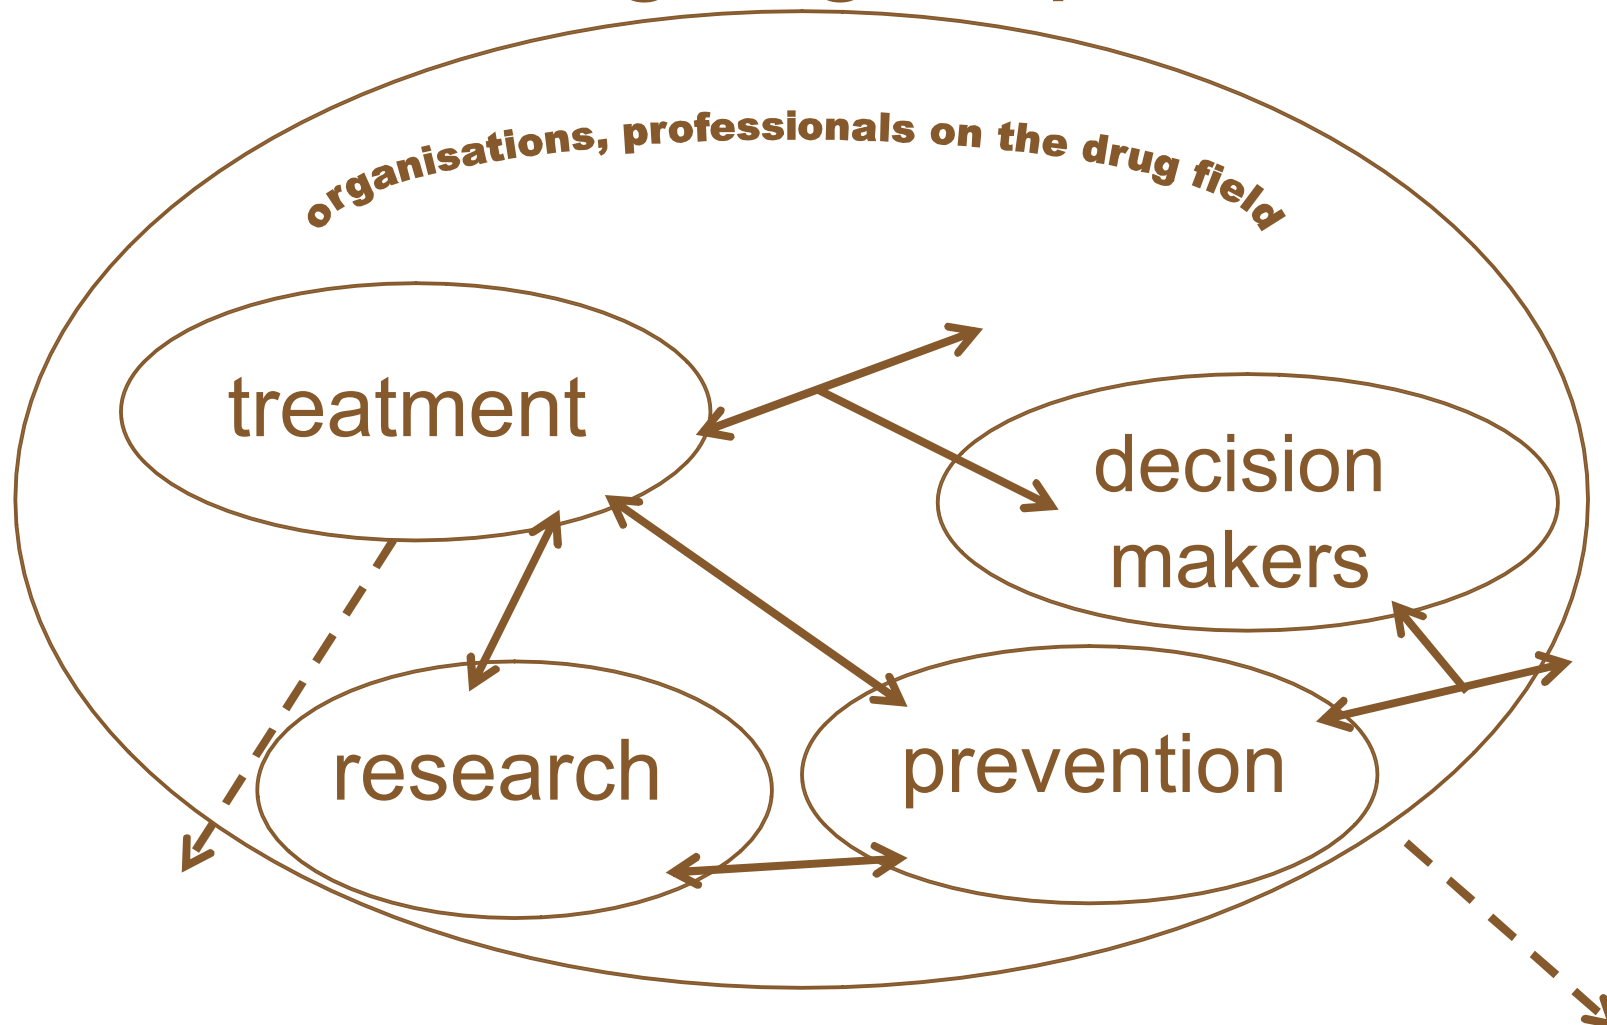 organisations, professionals on the drug field
treatment
decision
makers
research
prevention